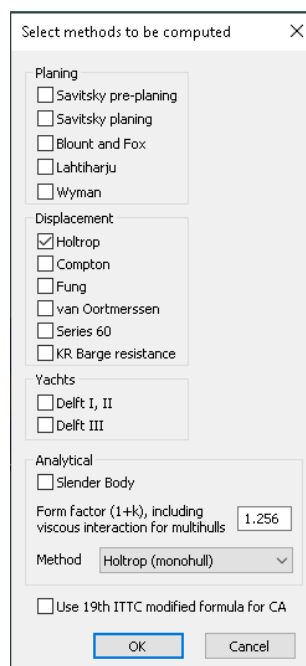 Select methods to be computed
Planing
Savitsky pre-planing
Savitsky planing
Blount and Fox
Lahtiharju
Wyman
Displacement
Holtrop
Compton
Fung
van Oortmerssen
Series 60
KR Barge resistance
Yachts
Delft I, II
Delft III
Analytical
Slender Body
Form factor (1+k), including
viscous interaction for multihulls
1.256
Method Holtrop (monohull)
Use 19th ITTC modified formula for CA
OK Cancel